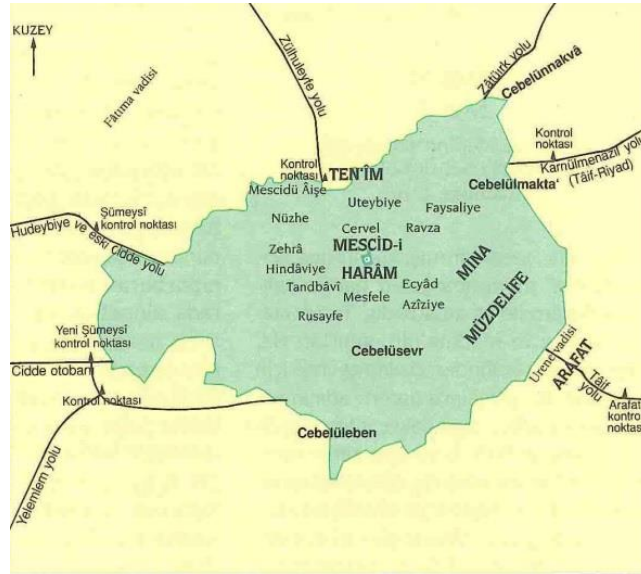 KUZEY
Fâtıma vadisi
Zülhuleyfe yolu
Zâtüırk yolu
Cebelünnakvâ
Kontrol
noktası
Karnülmenazil yolu
(Tâif-Riyad)
Cebelülmakta'
Kontrol
noktası
TEN'ÎM
Mescidü Âişe
Uteybiye
Faysaliye
Nüzhe
Cervel
Ravza
Şümeysî
kontrol noktası
Hudeybiye ve eski Cidde yolu
Zehrâ
MESCİD-i
HARÂM
Hindâviye
Tandbâvî
Ecyâd
Mesfele
Azîziye
Rusayfe
MİNA
MÜZDELİFE
Cebelüsevr
Yeni Şümeysî
kontrol noktası
Cidde otobanı
Kontrol noktası
Cebelüleben
Yelemlem yolu
Urene vadisi
ARAFAT
Tâif
yolu
Arafat
kontrol
noktası